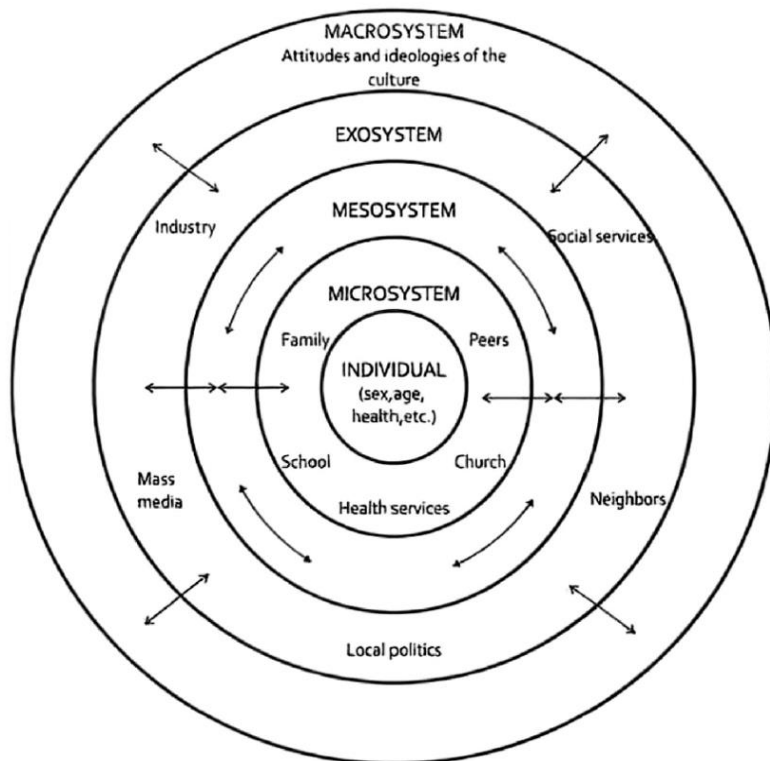 MACROSYSTEM
Attitudes and ideologies of the
culture
EXOSYSTEM
MESOSYSTEM
Industry
Social services
MICROSYSTEM
Family
Peers
INDIVIDUAL
(sex,age,
health,etc.)
School
Church
Mass
media
Neighbors
Health services
Local politics